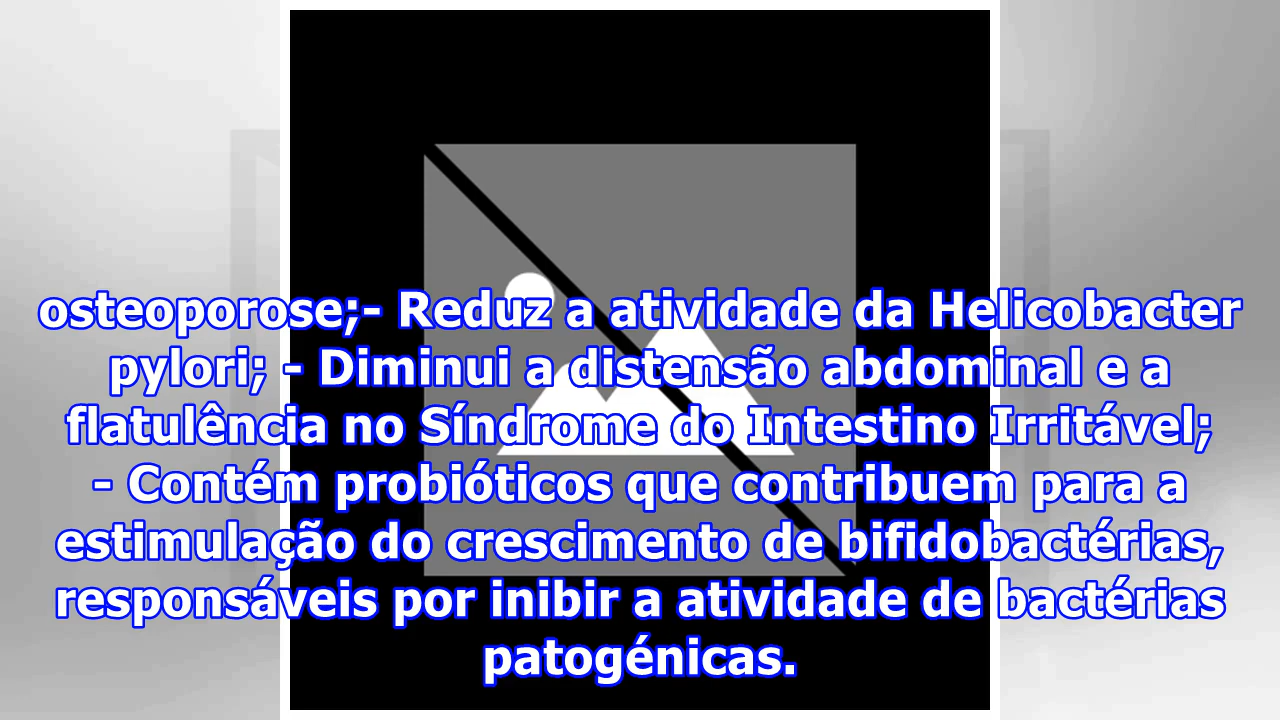 osteoporose;- Reduz a atividade da Helicobacter
pylori; - Diminui a distensão abdominal e a
flatulência no Síndrome do Intestino Irritável;
- Contém probióticos que contribuem para a
estimulação do crescimento de bifidobactérias,
responsáveis por inibir a atividade de bactérias
patogénicas.